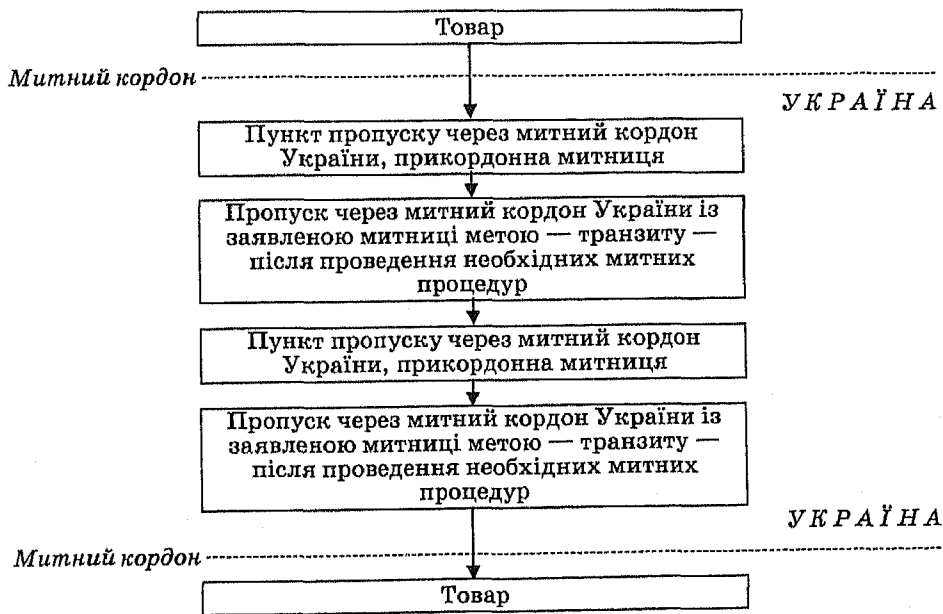 Товар
Митний кордон
УКРАЇНА
Пункт пропуску через митний кордон
України, прикордонна митниця
Пропуск через митний кордон України із
заявленою митниці метою — транзиту —
після проведення необхідних митних
процедур
Пункт пропуску через митний кордон
України, прикордонна митниця
Пропуск через митний кордон України із
заявленою митниці метою — транзиту —
після проведення необхідних митних
процедур
УКРАЇНА
Митний кордон
Товар